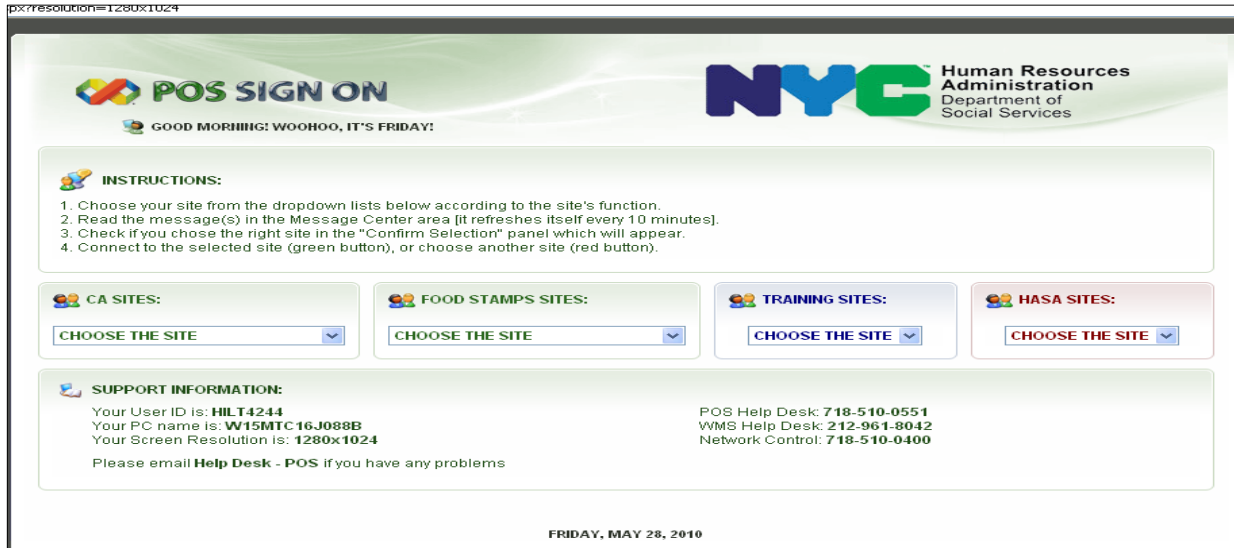 px?resolution=1280x1024
POS SIGN ON
GOOD MORNING! WOOHOO, IT'S FRIDAY!
NYC™
Human Resources
Administration
Department of
Social Services
INSTRUCTIONS:
1. Choose your site from the dropdown lists below according to the site's function.
2. Read the message(s) in the Message Center area [it refreshes itself every 10 minutes].
3. Check if you chose the right site in the "Confirm Selection" panel which will appear.
4. Connect to the selected site (green button), or choose another site (red button).
CA SITES:
CHOOSE THE SITE
FOOD STAMPS SITES:
CHOOSE THE SITE
TRAINING SITES:
CHOOSE THE SITE
HASA SITES:
CHOOSE THE SITE
SUPPORT INFORMATION:
Your User ID is: HILT4244
Your PC name is: W15MTC16J088B
Your Screen Resolution is: 1280x1024
Please email Help Desk - POS if you have any problems
POS Help Desk: 718-510-0551
WMS Help Desk: 212-961-8042
Network Control: 718-510-0400
FRIDAY, MAY 28, 2010